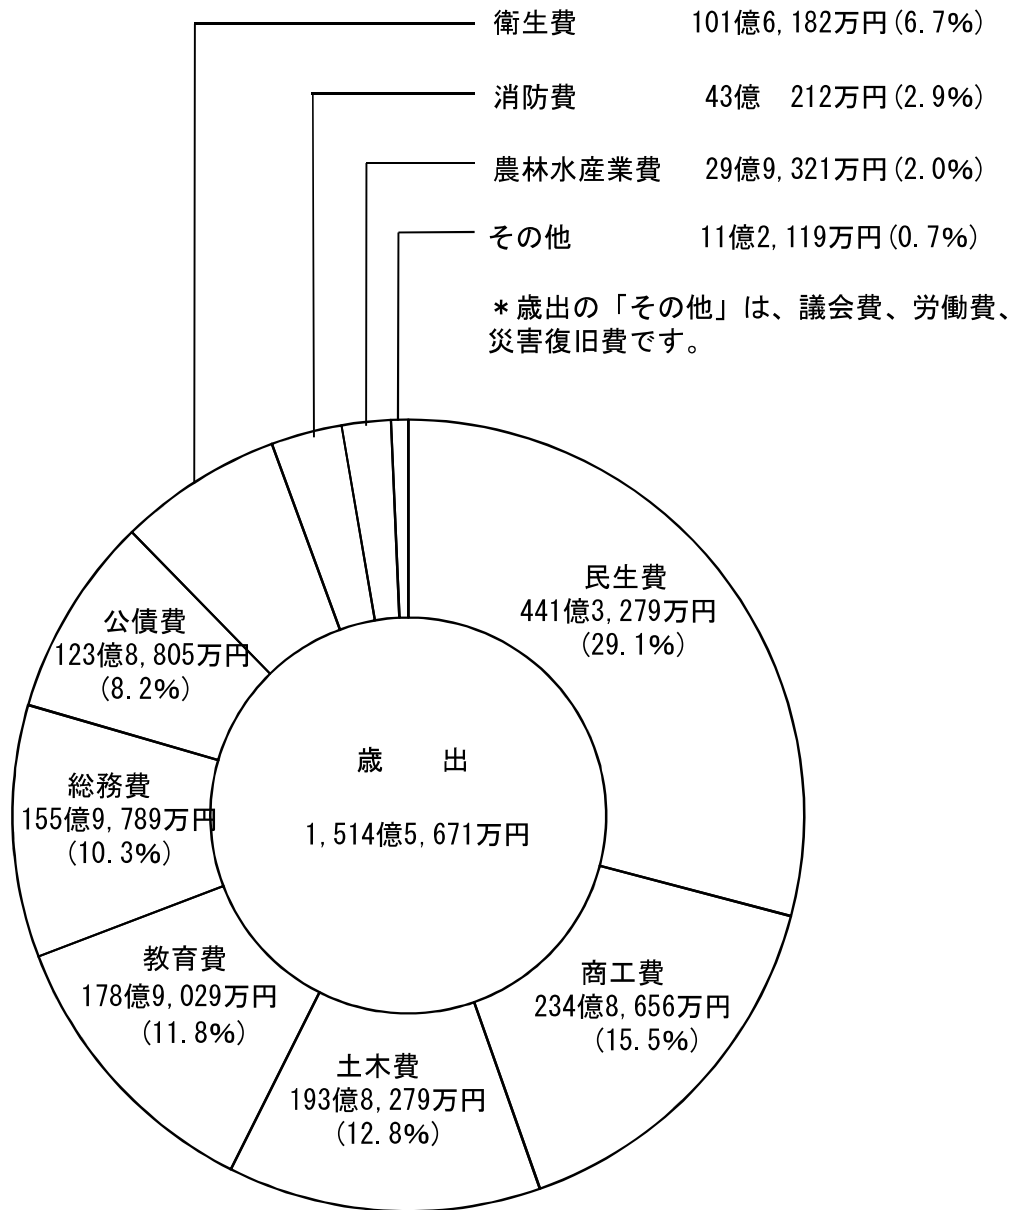 衛生費 101億6,182万円(6.7%)
消防費 43億 212万円(2.9%)
農林水産業費 29億9,321万円(2.0%)
その他 11億2,119万円(0.7%)
*歳出の「その他」は、議会費、労働費、
災害復旧費です。
民生費
441億3,279万円
(29.1%)
公債費
123億8,805万円
(8.2%)
歳 出
1,514億5,671万円
総務費
155億9,789万円
(10.3%)
教育費
178億9,029万円
(11.8%)
商工費
234億8,656万円
(15.5%)
土木費
193億8,279万円
(12.8%)